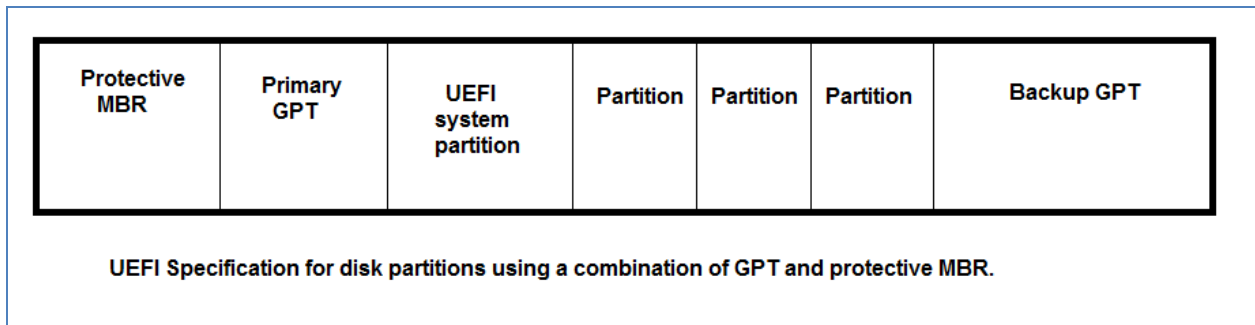 Protective
MBR
Primary
GPT
UEFI
system
partition
Partition
Partition
Partition
Backup GPT
UEFI Specification for disk partitions using a combination of GPT and protective MBR.